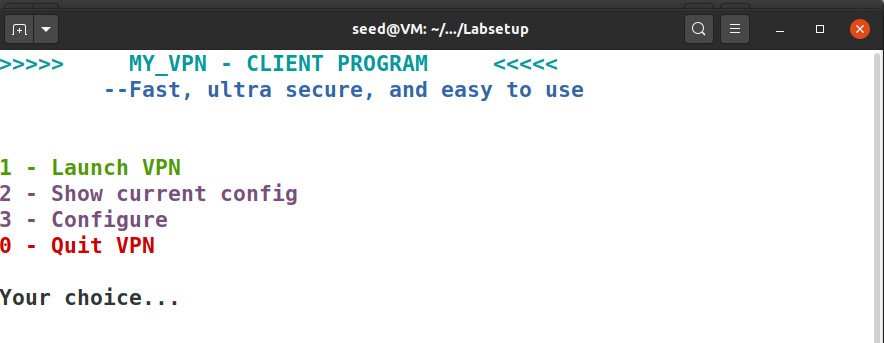 seed@VM: ~/.../Labsetup
>>>>>     MY_VPN - CLIENT PROGRAM     <<<<<
--Fast, ultra secure, and easy to use
1 - Launch VPN
2 - Show current config
3 - Configure
0 - Quit VPN
Your choice...